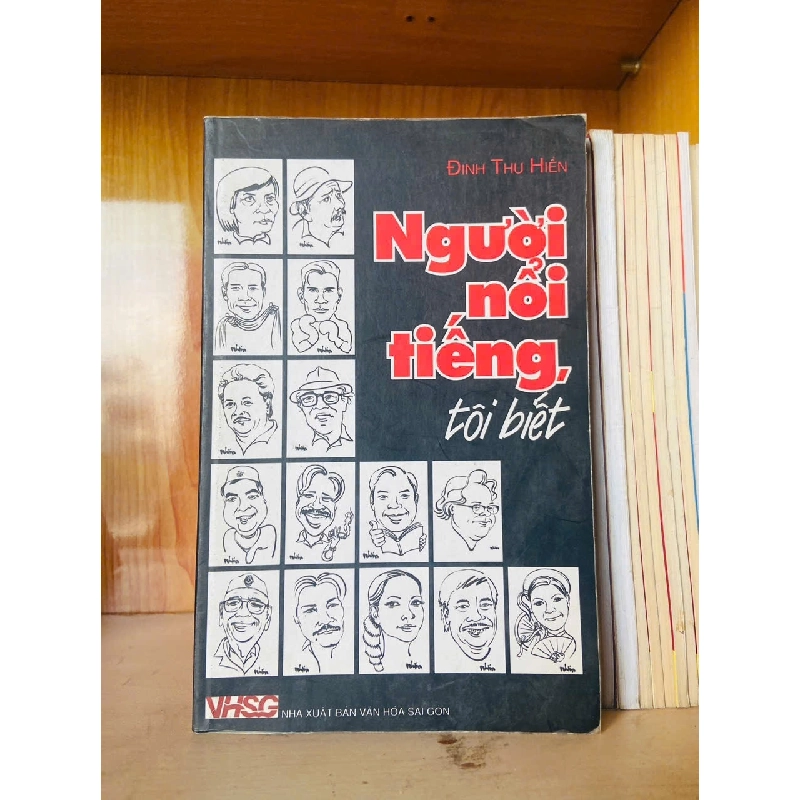 ĐINH THU HIỀN
Người
nổi
tiếng,
tôi biết
VHSG NHÀ XUẤT BẢN VĂN HÓA SÀI GÒN